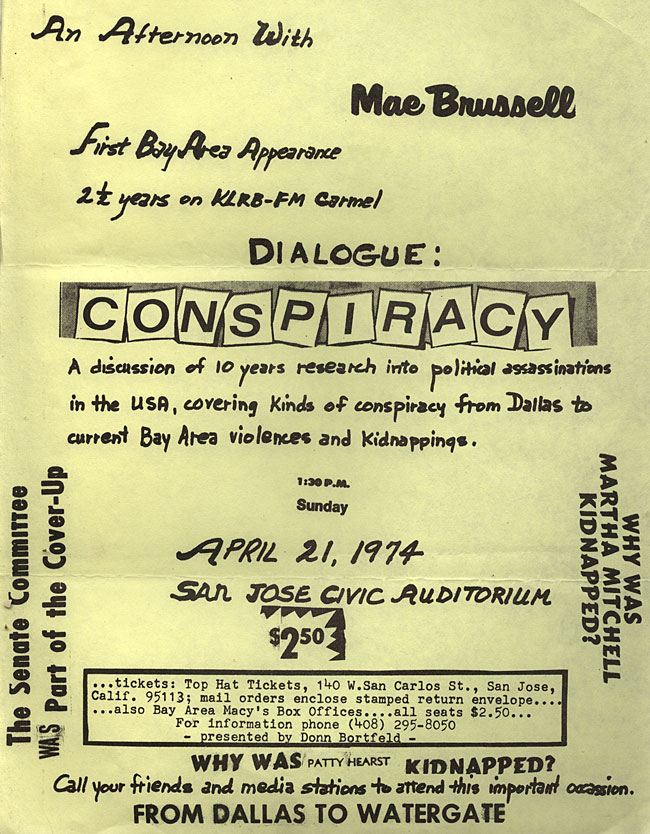 An Afternoon With
Mae Brussell
First Bay Area Appearance
2½ years on KLRB-FM Carmel
DIALOGUE:
CONSPIRACY
A discussion of 10 years research into political assassinations
in the USA, covering Kinds of conspiracy from Dallas to
current Bay Area violences and Kidnappings.
1:30 P.M.
Sunday
APRIL 21, 1974
SAN JOSE CIVIC AUDITORIUM
$2.50
The Senate Committee
WAS Part of the Cover-Up
WHY WAS
MARTHA MITCHELL
KIDNAPPED?
...tickets: Top Hat Tickets, 140 W.San Carlos St., San Jose,
Calif. 95113; mail orders enclose stamped return envelope....
...also Bay Area Macy's Box Offices...all seats $2.50...
For information phone (408) 295-8050
- presented by Donn Bortfeld -
WHY WAS PATTY HEARST KIDNAPPED?
Call your friends and media stations to attend this important occassion.
FROM DALLAS TO WATERGATE